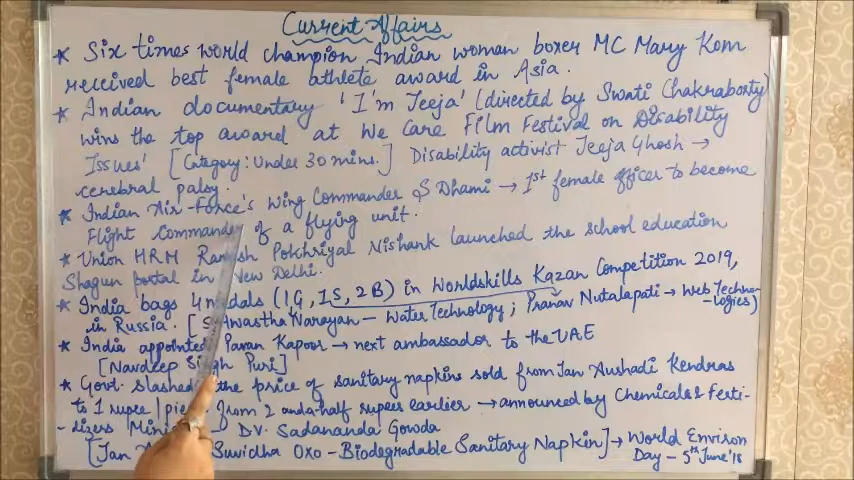 Current Affairs
* Six times world champion Indian woman boxer MC Mary Kom
received best female athlete award in Asia.
* Indian documentary 'I'm Jeeja' (directed by Swati Chakraborty)
wins the top award at We Care Film Festival on Disability
Issues' [Category: Under 30 mins.] Disability activist Jeeja Ghosh →
cerebral palsy.
* Indian Air-Force's Wing Commander S Dhami → 1st female officer to become
Flight Commander of a flying unit.
* Union HRM Ramesh Pokhriyal Nishank launched the school education
Shagun portal in New Delhi.
* India bags 4 medals (1G, 1S, 2B) in Worldskills Kazan Competition 2019,
in Russia. [ Narayan – Water Technology; Pranav Nutalapati → Web Techno-
-logies)
* India appointed Pavan Kapoor → next ambassador to the UAE
[Navdeep Singh Puri]
* Govt. slashed the price of sanitary napkins sold from Jan Aushadi Kendras
to 1 rupee/ from 2 and a-half rupees earlier → announced by Chemical & Ferti-
-dizers D.V. Sadananda Gowda
[Jan Suvidha Oxo - Biodegradable Sanitary Napkin] → World Environ
Day – 5th June'18